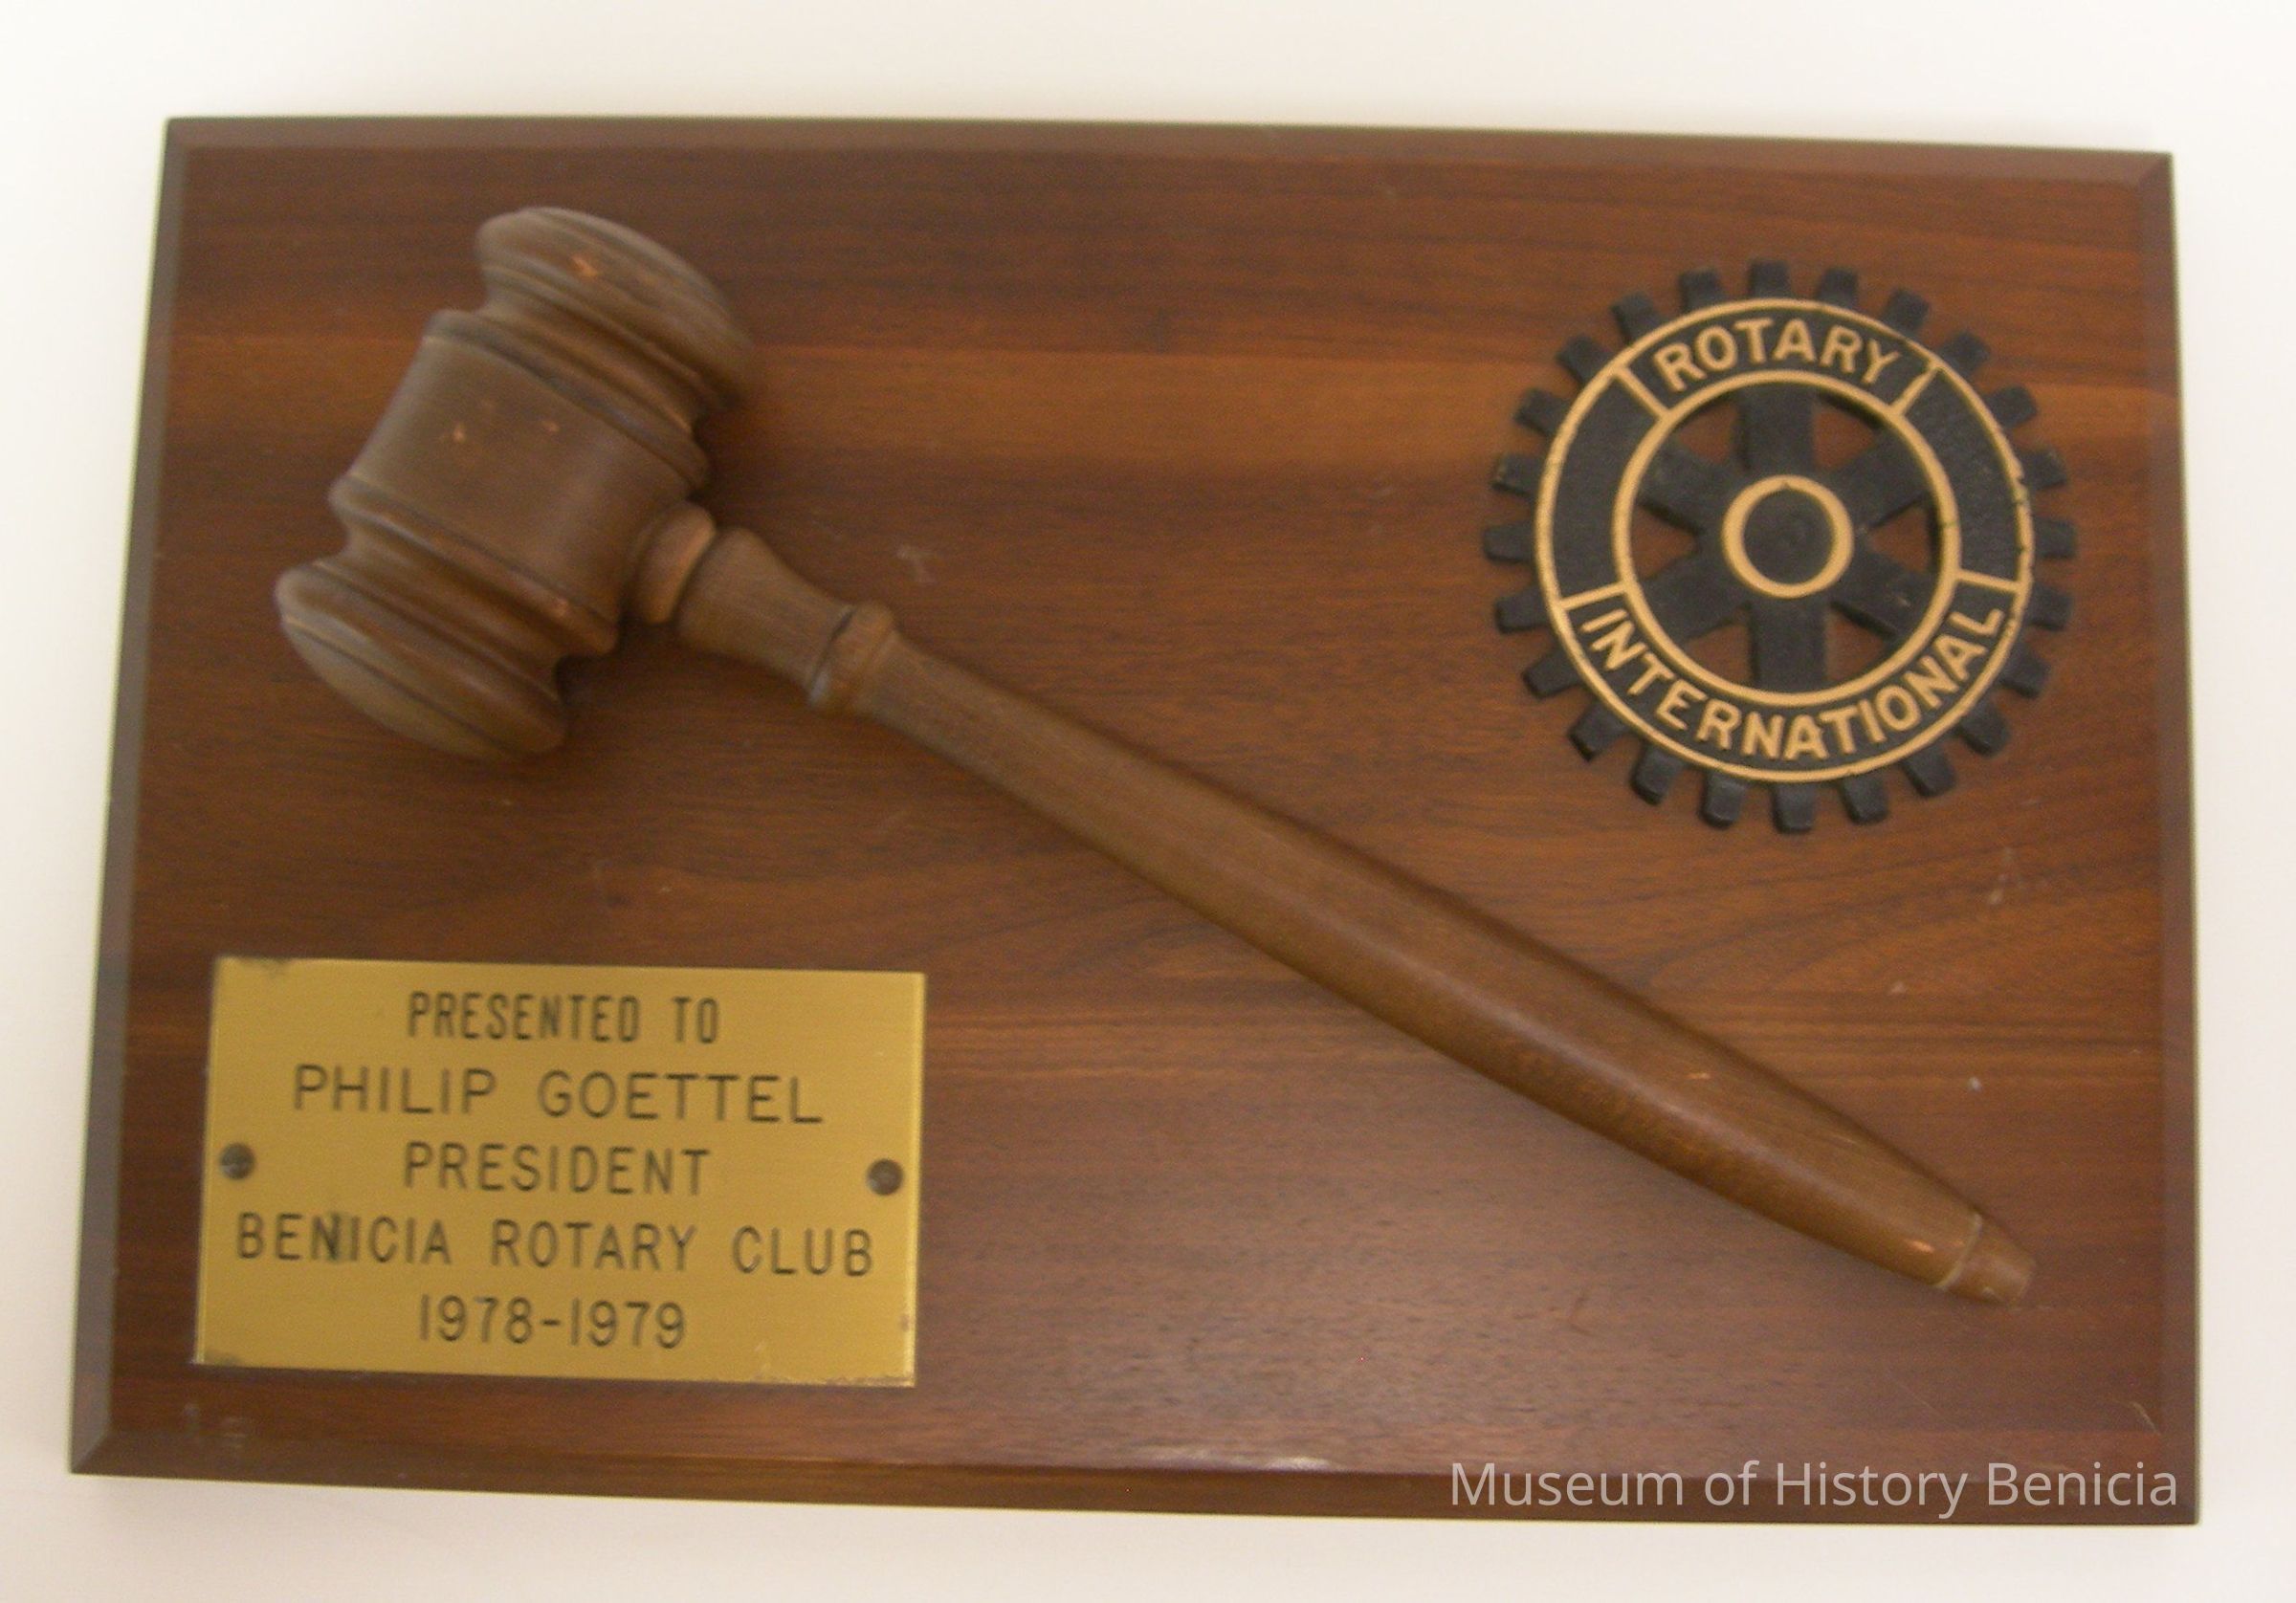 ROTARY
INTERNATIONAL
PRESENTED TO
PHILIP GOETTEL
PRESIDENT
BENICIA ROTARY CLUB
1978-1979
Museum of History Benicia